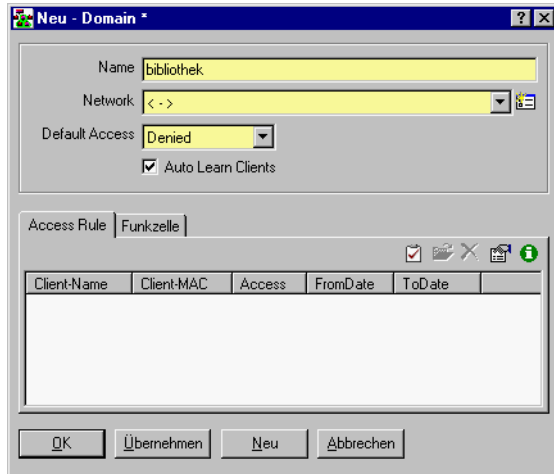 Neu - Domain *
Name bibliothek
Network < - >
Default Access Denied
Auto Learn Clients
Access Rule Funkzelle
Client-Name Client-MAC Access FromDate ToDate
OK Übernehmen Neu Abbrechen